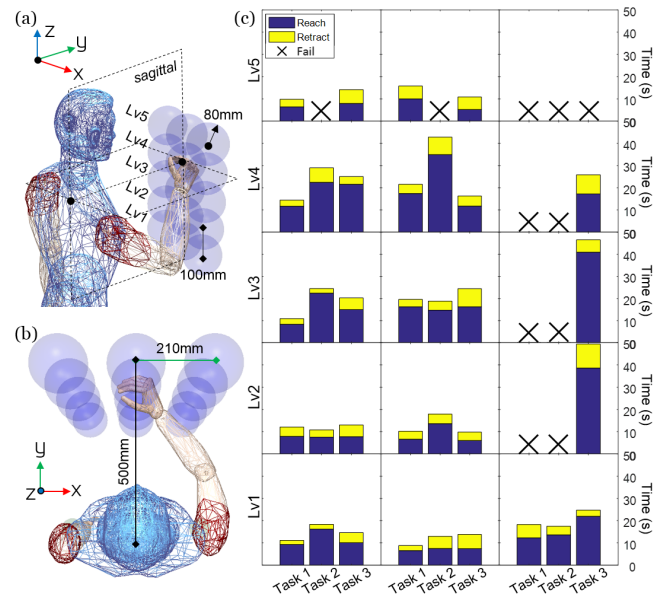 (a)
Z
y
X
sagittal
Lv5
Lv4
Lv3
Lv2
Lv1
80mm
100mm
(b)
210mm
500mm
y
Z
X
(c)
Reach
Retract
Fail
Lv5
50
40
30
20
10
Time (s)
Lv4
50
40
30
20
10
Time (s)
Lv3
50
40
30
20
10
Time (s)
Lv2
50
40
30
20
10
Time (s)
Lv1
50
40
30
20
10
0
Time (s)
Task 1 Task 2 Task 3 Task 1 Task 2 Task 3 Task 1 Task 2 Task 3